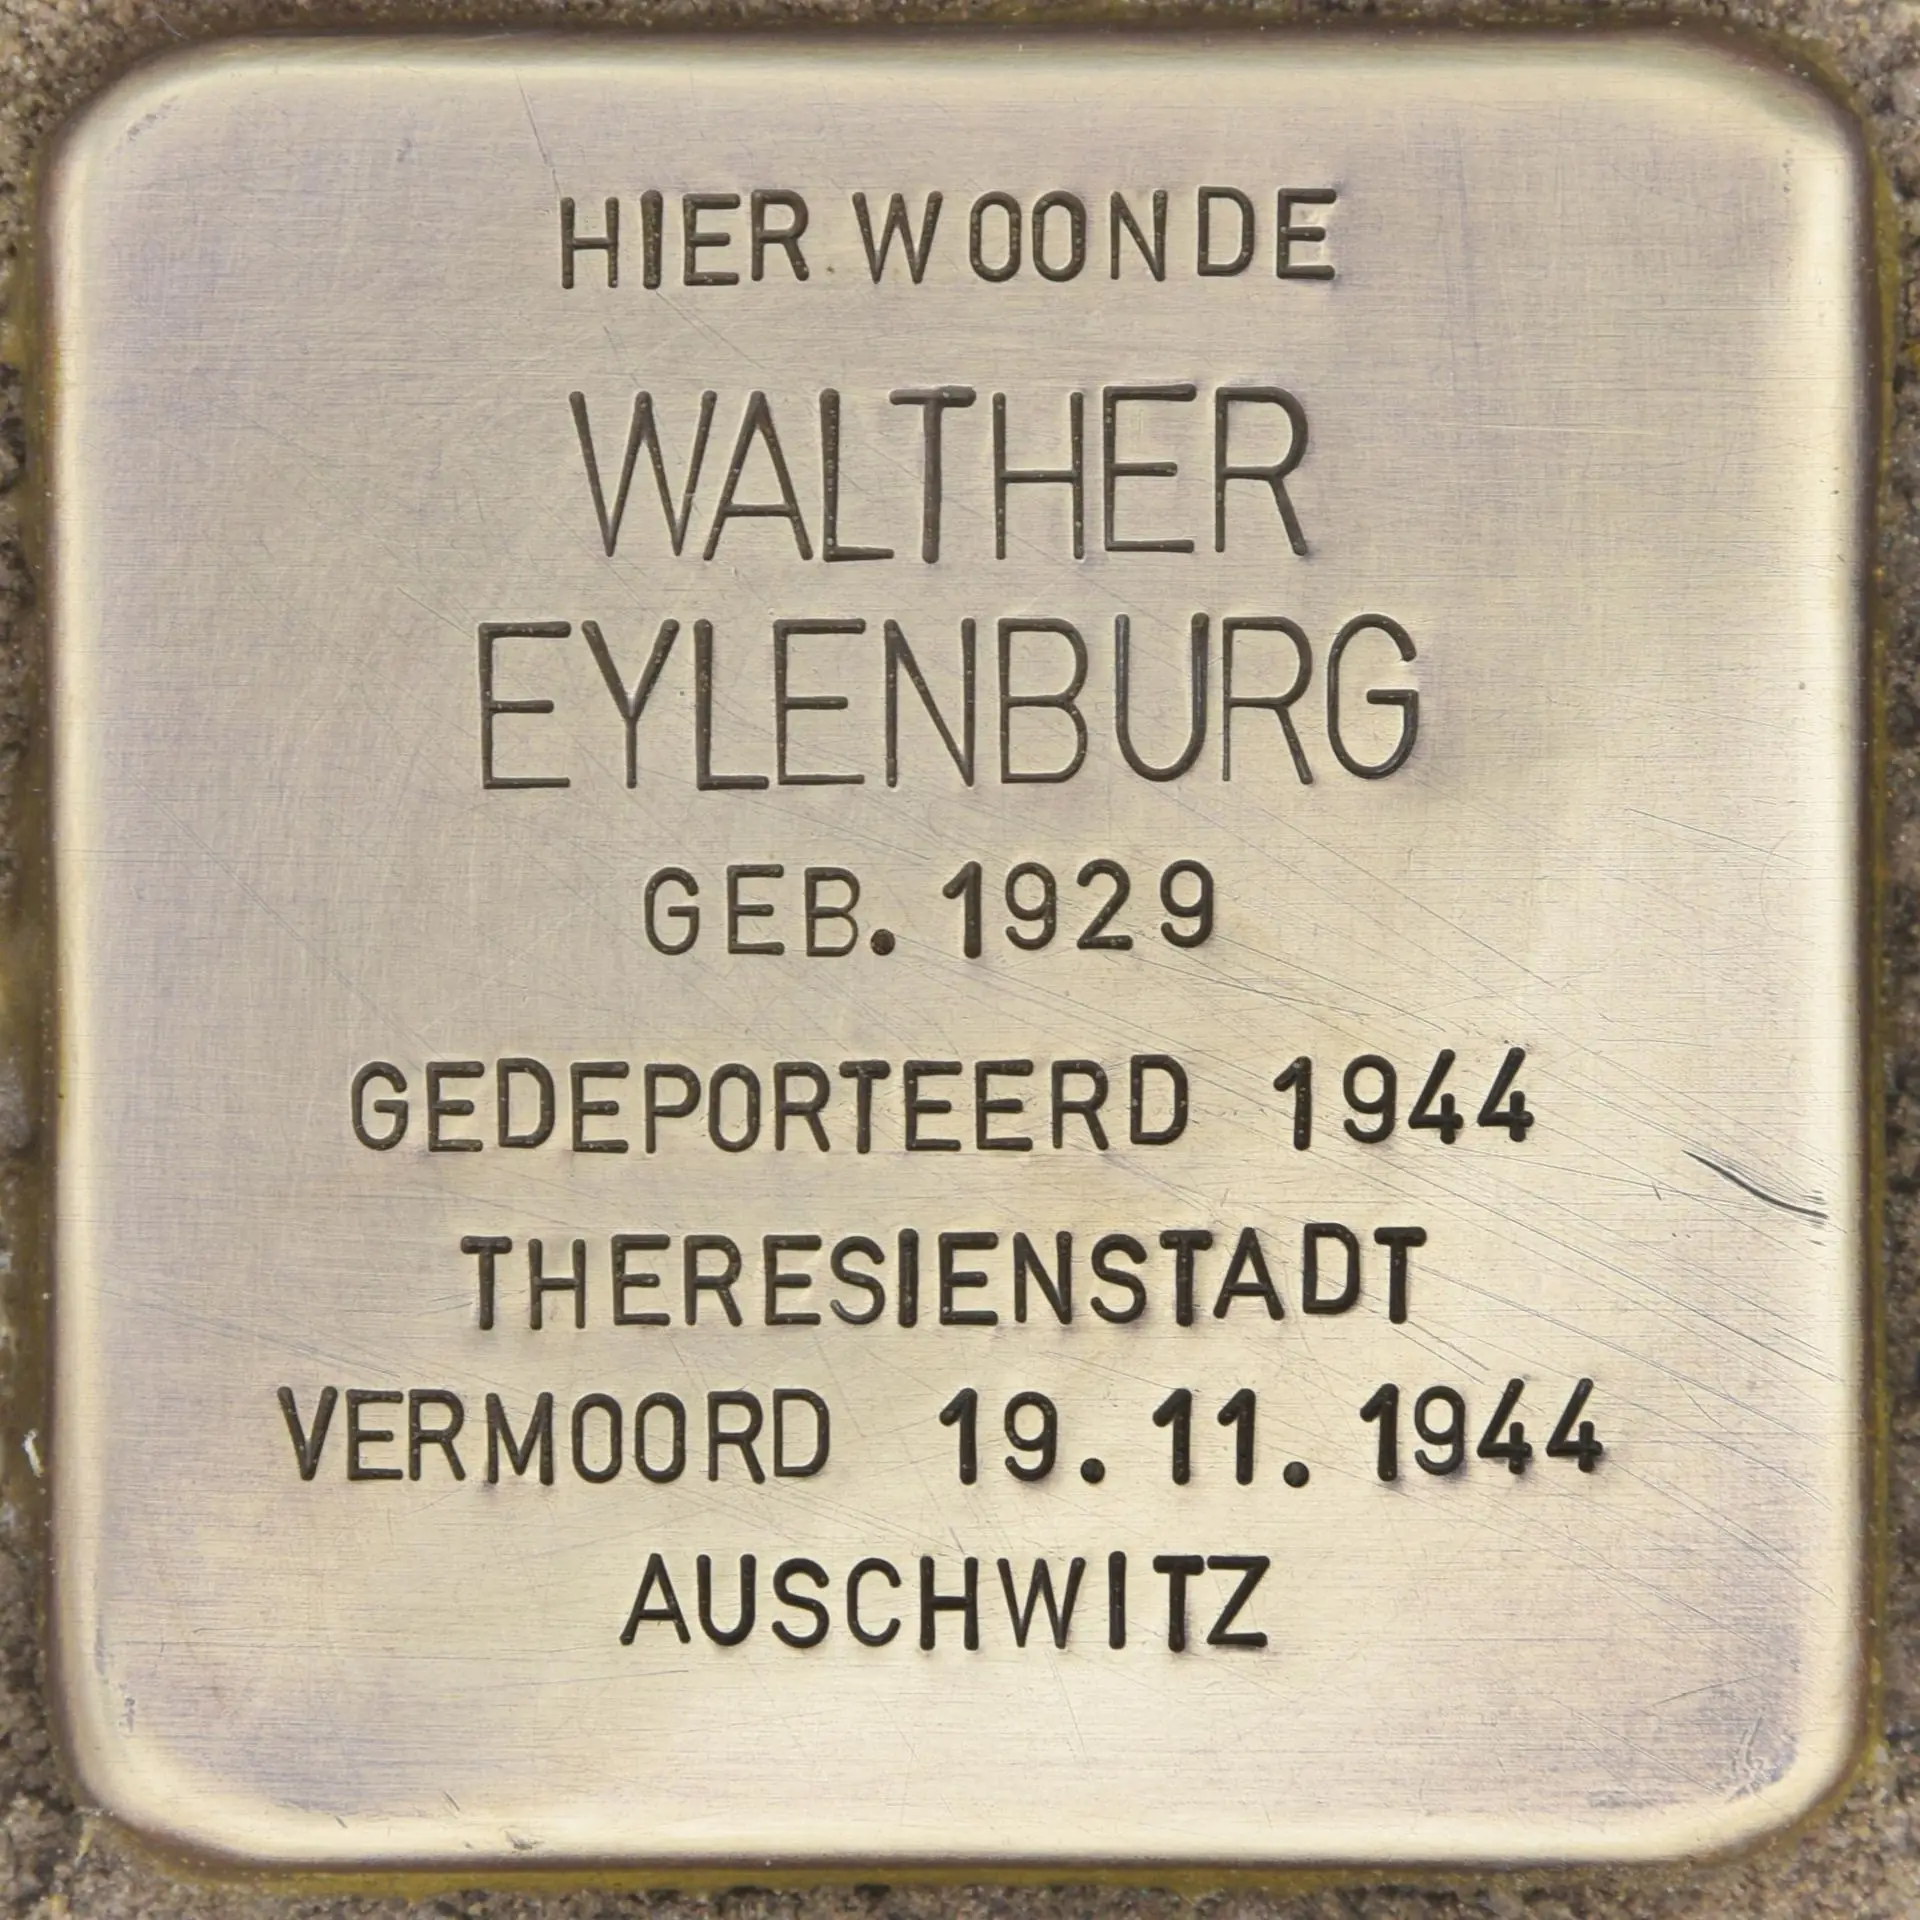 HIER WOONDE
WALTHER
EYLENBURG
GEB. 1929
GEDEPORTEERD 1944
THERESIENSTADT
VERMOORD 19.11.1944
AUSCHWITZ